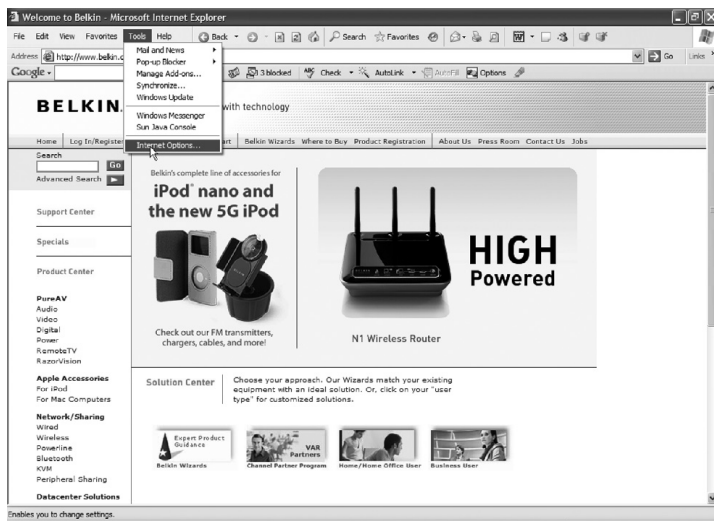 Welcome to Belkin - Microsoft Internet Explorer
File Edit View Favorites Tools Help
Back Search Favorites
Address http://www.belkin.c
Go Links
Google 3 blocked Check AutoLink AutoFill Options
Mail and News
Pop-up Blocker
Manage Add-ons...
Synchronize...
Windows Update
Windows Messenger
Sun Java Console
Internet Options...
BELKIN.
with technology
Home Log In/Register Belkin Wizards Where to Buy Product Registration About Us Press Room Contact Us Jobs
Search
Go
Advanced Search
Support Center
Specials
Product Center
PureAV
Audio
Video
Digital
Power
RemoteTV
RazorVision
Apple Accessories
For iPod
For Mac Computers
Network/Sharing
Wired
Wireless
Powerline
Bluetooth
KVM
Peripheral Sharing
Datacenter Solutions
Belkin's complete line of accessories for
iPod® nano and
the new 5G iPod
Check out our FM transmitters,
chargers, cables, and more!
HIGH
Powered
N1 Wireless Router
Solution Center
Choose your approach. Our Wizards match your existing
equipment with an ideal solution. Or, click on your "user
type" for customized solutions.
Expert Product
Guidance
Belkin Wizards
VAR
Partners
Channel Partner Program
Home/Home Office User
Business User
Enables you to change settings.